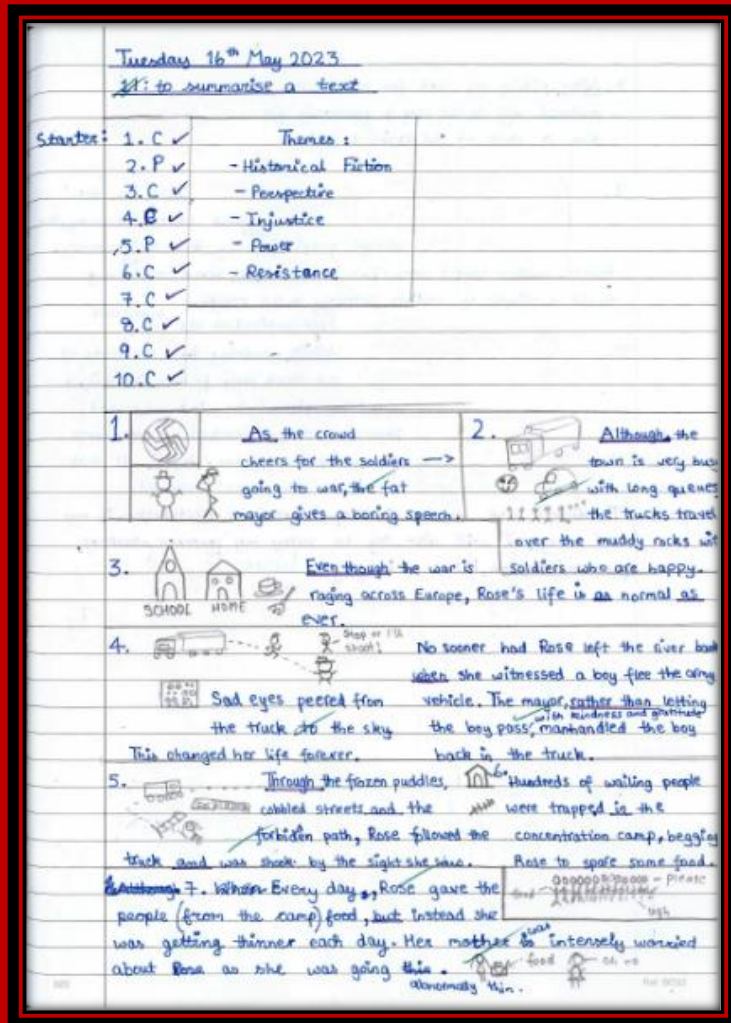 Tuesday 16th May 2023
LI: to summarise a text
Starter:
1. C ✓
2. P ✓
3. C ✓
4. C ✓
5. P ✓
6. C ✓
7. C ✓
8. C ✓
9. C ✓
10. C ✓
Themes :
- Historical Fiction
- Perspective
- Injustice
- Power
- Resistance
1. As the crowd
cheers for the soldiers —>
going to war, the fat
mayor gives a boring speech.
2. Although the
town is very busy
with long queues
the trucks travel
over the muddy rocks wit
soldiers who are happy.
3. Even though the war is
SCHOOL HOME raging across Europe, Rose's life is as normal as
ever.
4. Stop or I'll
shoot!
No sooner had Rose left the river bank
when she witnessed a boy flee the army
vehicle. The mayor, rather than letting
the boy pass, with kindness and gratitude manhandled the boy
back in the truck.
Sad eyes peered from
the truck to the sky
This changed her life forever.
5. Through the frozen puddles,
cobbled streets and the
forbiden path, Rose followed the
truck and was shook by the sight she saw.
6. Hundreds of wailing people
were trapped in the
concentration camp, begging
Rose to spare some food.
- Please
7. When Every day, Rose gave the
people (from the camp) food, but instead she
was getting thinner each day. Her mother is was intensely worried
about Rose as she was going thin.
abnormally thin.
food
oh no